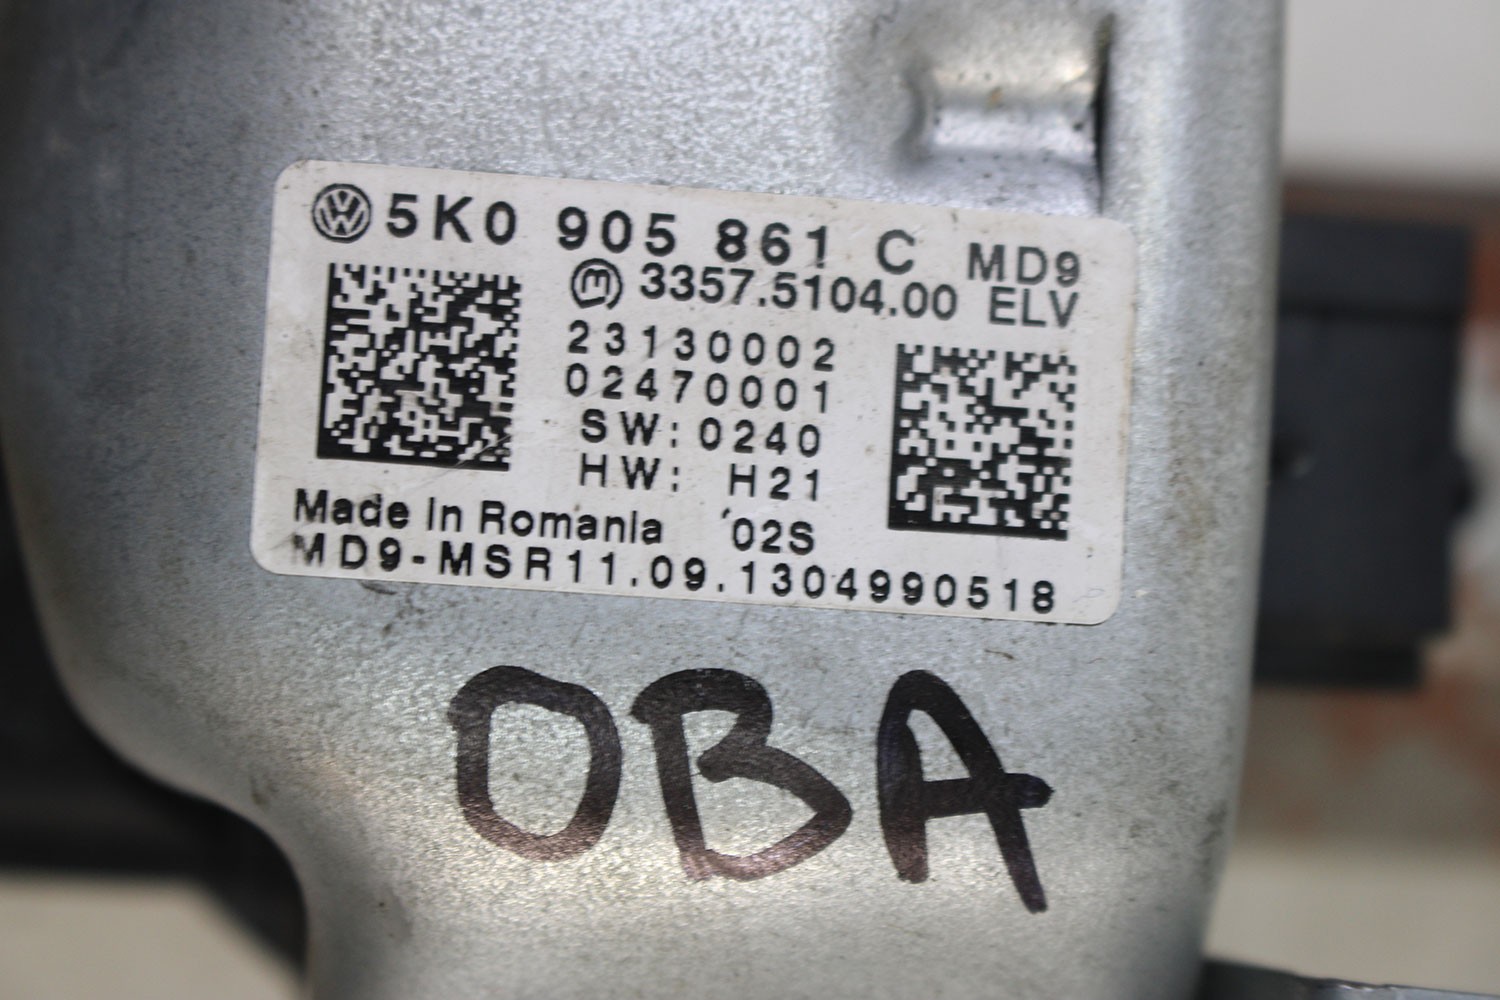 5K0 905 861 C MD9
3357.5104.00 ELV
23130002
02470001
SW: 0240
HW: H21
Made in Romania '02S
MD9-MSR11.09.1304990518
OBA